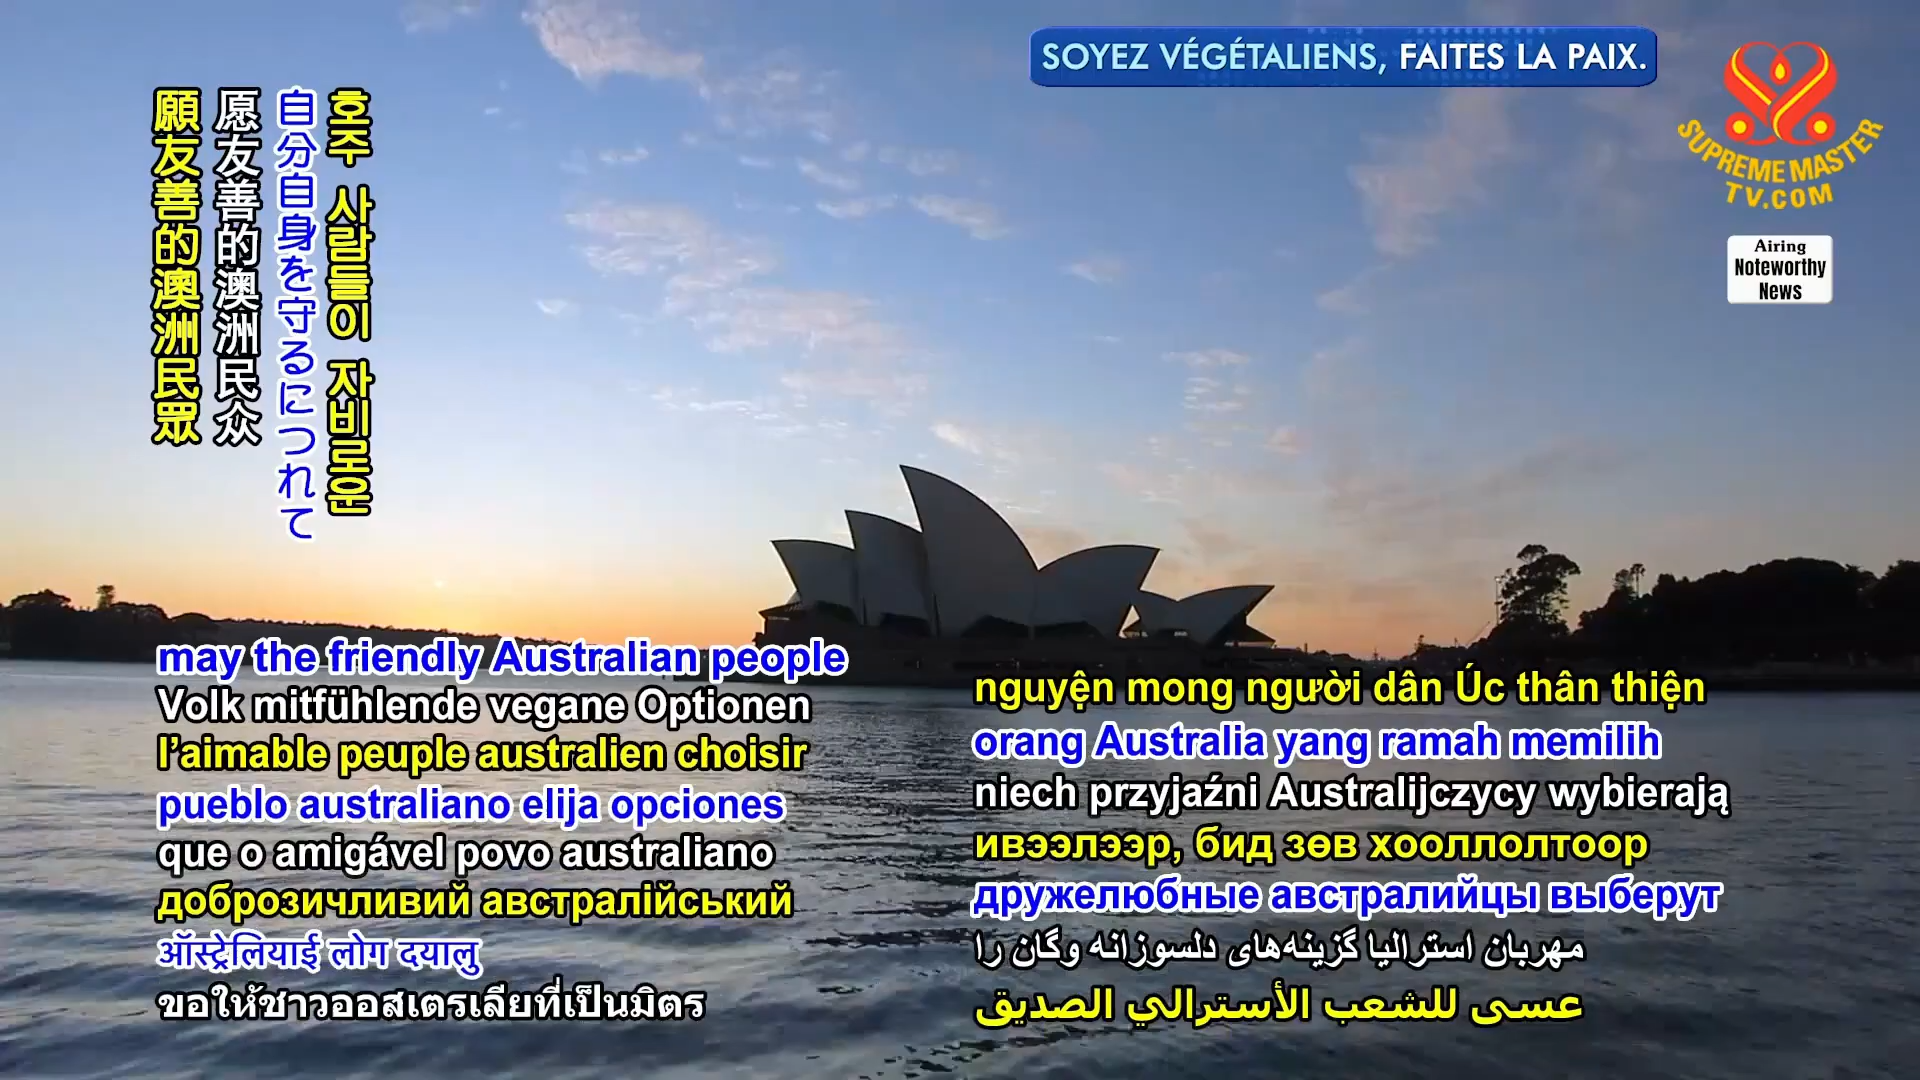 SOYEZ VÉGÉTALIENS, FAITES LA PAIX.
SUPREME MASTER
TV.COM
Airing
Noteworthy
News
호주 사람들이 자비로운
自分自身を守るにつれて
愿友善的澳洲民众
願友善的澳洲民眾
may the friendly Australian people
Volk mitfühlende vegane Optionen
l’aimable peuple australien choisir
pueblo australiano elija opciones
que o amigável povo australiano
доброзичливий австралійський
ऑस्ट्रेलियाई लोग दयालु
ขอให้ชาวออสเตรเลียที่เป็นมิตร
nguyện mong người dân Úc thân thiện
orang Australia yang ramah memilih
niech przyjaźni Australijczycy wybierają
ивээлээр, бид зөв хооллолтоор
дружелюбные австралийцы выберут
مهربان استرالیا گزینه‌های دلسوزانه وگان را
عسى للشعب الأسترالي الصديق